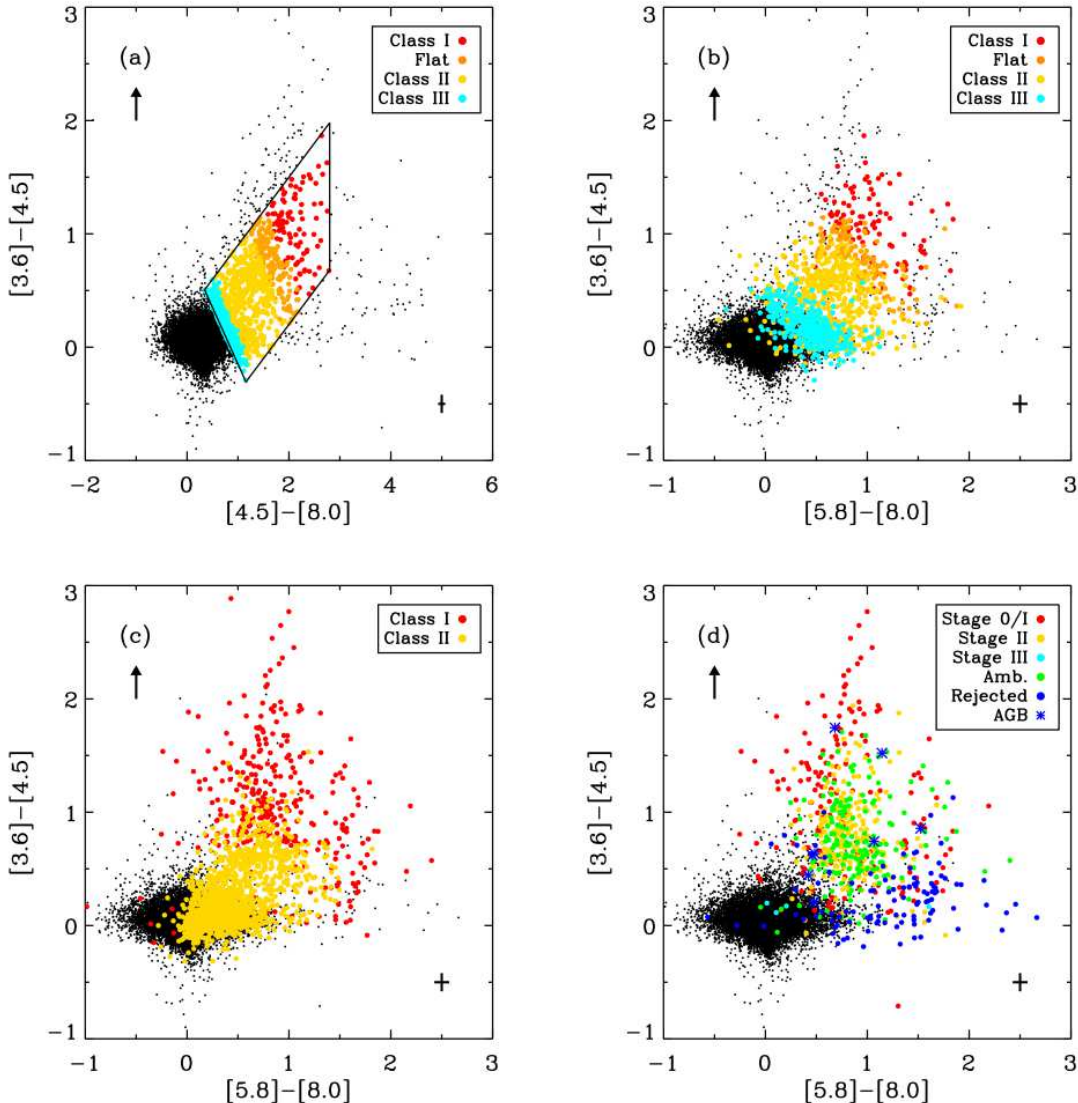 3
2
1
0
−1
[3.6]−[4.5]
(a)
Class I
Flat
Class II
Class III
−2
0
2
4
6
[4.5]−[8.0]
3
2
1
0
−1
[3.6]−[4.5]
(b)
Class I
Flat
Class II
Class III
−1
0
1
2
3
[5.8]−[8.0]
3
2
1
0
−1
[3.6]−[4.5]
(c)
Class I
Class II
−1
0
1
2
3
[5.8]−[8.0]
3
2
1
0
−1
[3.6]−[4.5]
(d)
Stage 0/I
Stage II
Stage III
Amb.
Rejected
AGB
−1
0
1
2
3
[5.8]−[8.0]